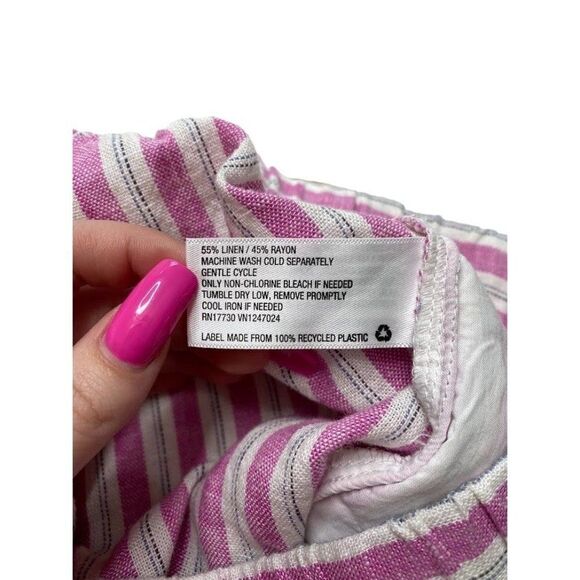 55% LINEN / 45% RAYON
MACHINE WASH COLD SEPARATELY
GENTLE CYCLE
ONLY NON-CHLORINE BLEACH IF NEEDED
TUMBLE DRY LOW, REMOVE PROMPTLY
COOL IRON IF NEEDED
RN17730 VN1247024
LABEL MADE FROM 100% RECYCLED PLASTIC